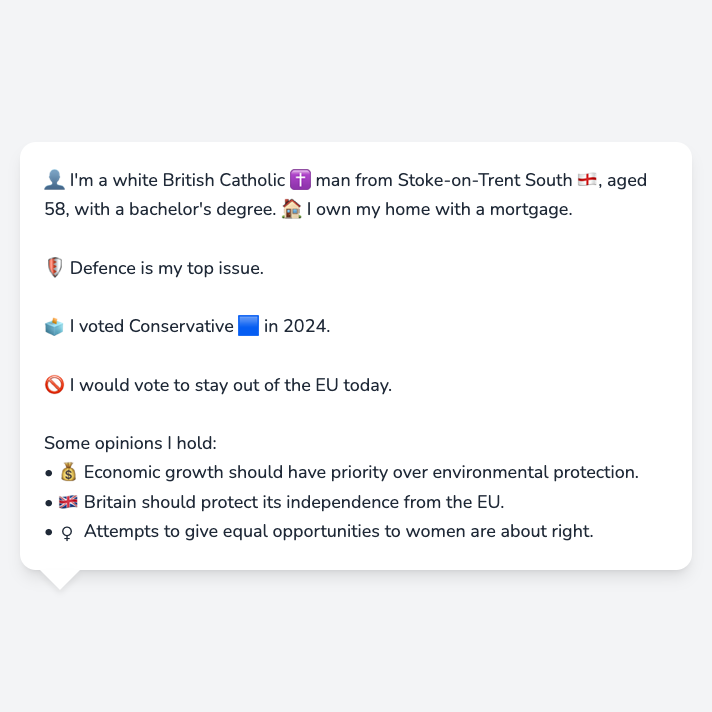 👤 I'm a white British Catholic ✝️ man from Stoke-on-Trent South 🏴󠁧󠁢󠁥󠁮󠁧󠁿, aged
58, with a bachelor's degree. 🏠 I own my home with a mortgage.
🛡️ Defence is my top issue.
🗳️ I voted Conservative 🟦 in 2024.
🚫 I would vote to stay out of the EU today.
Some opinions I hold:
• 💰 Economic growth should have priority over environmental protection.
• 🇬🇧 Britain should protect its independence from the EU.
• ♀ Attempts to give equal opportunities to women are about right.